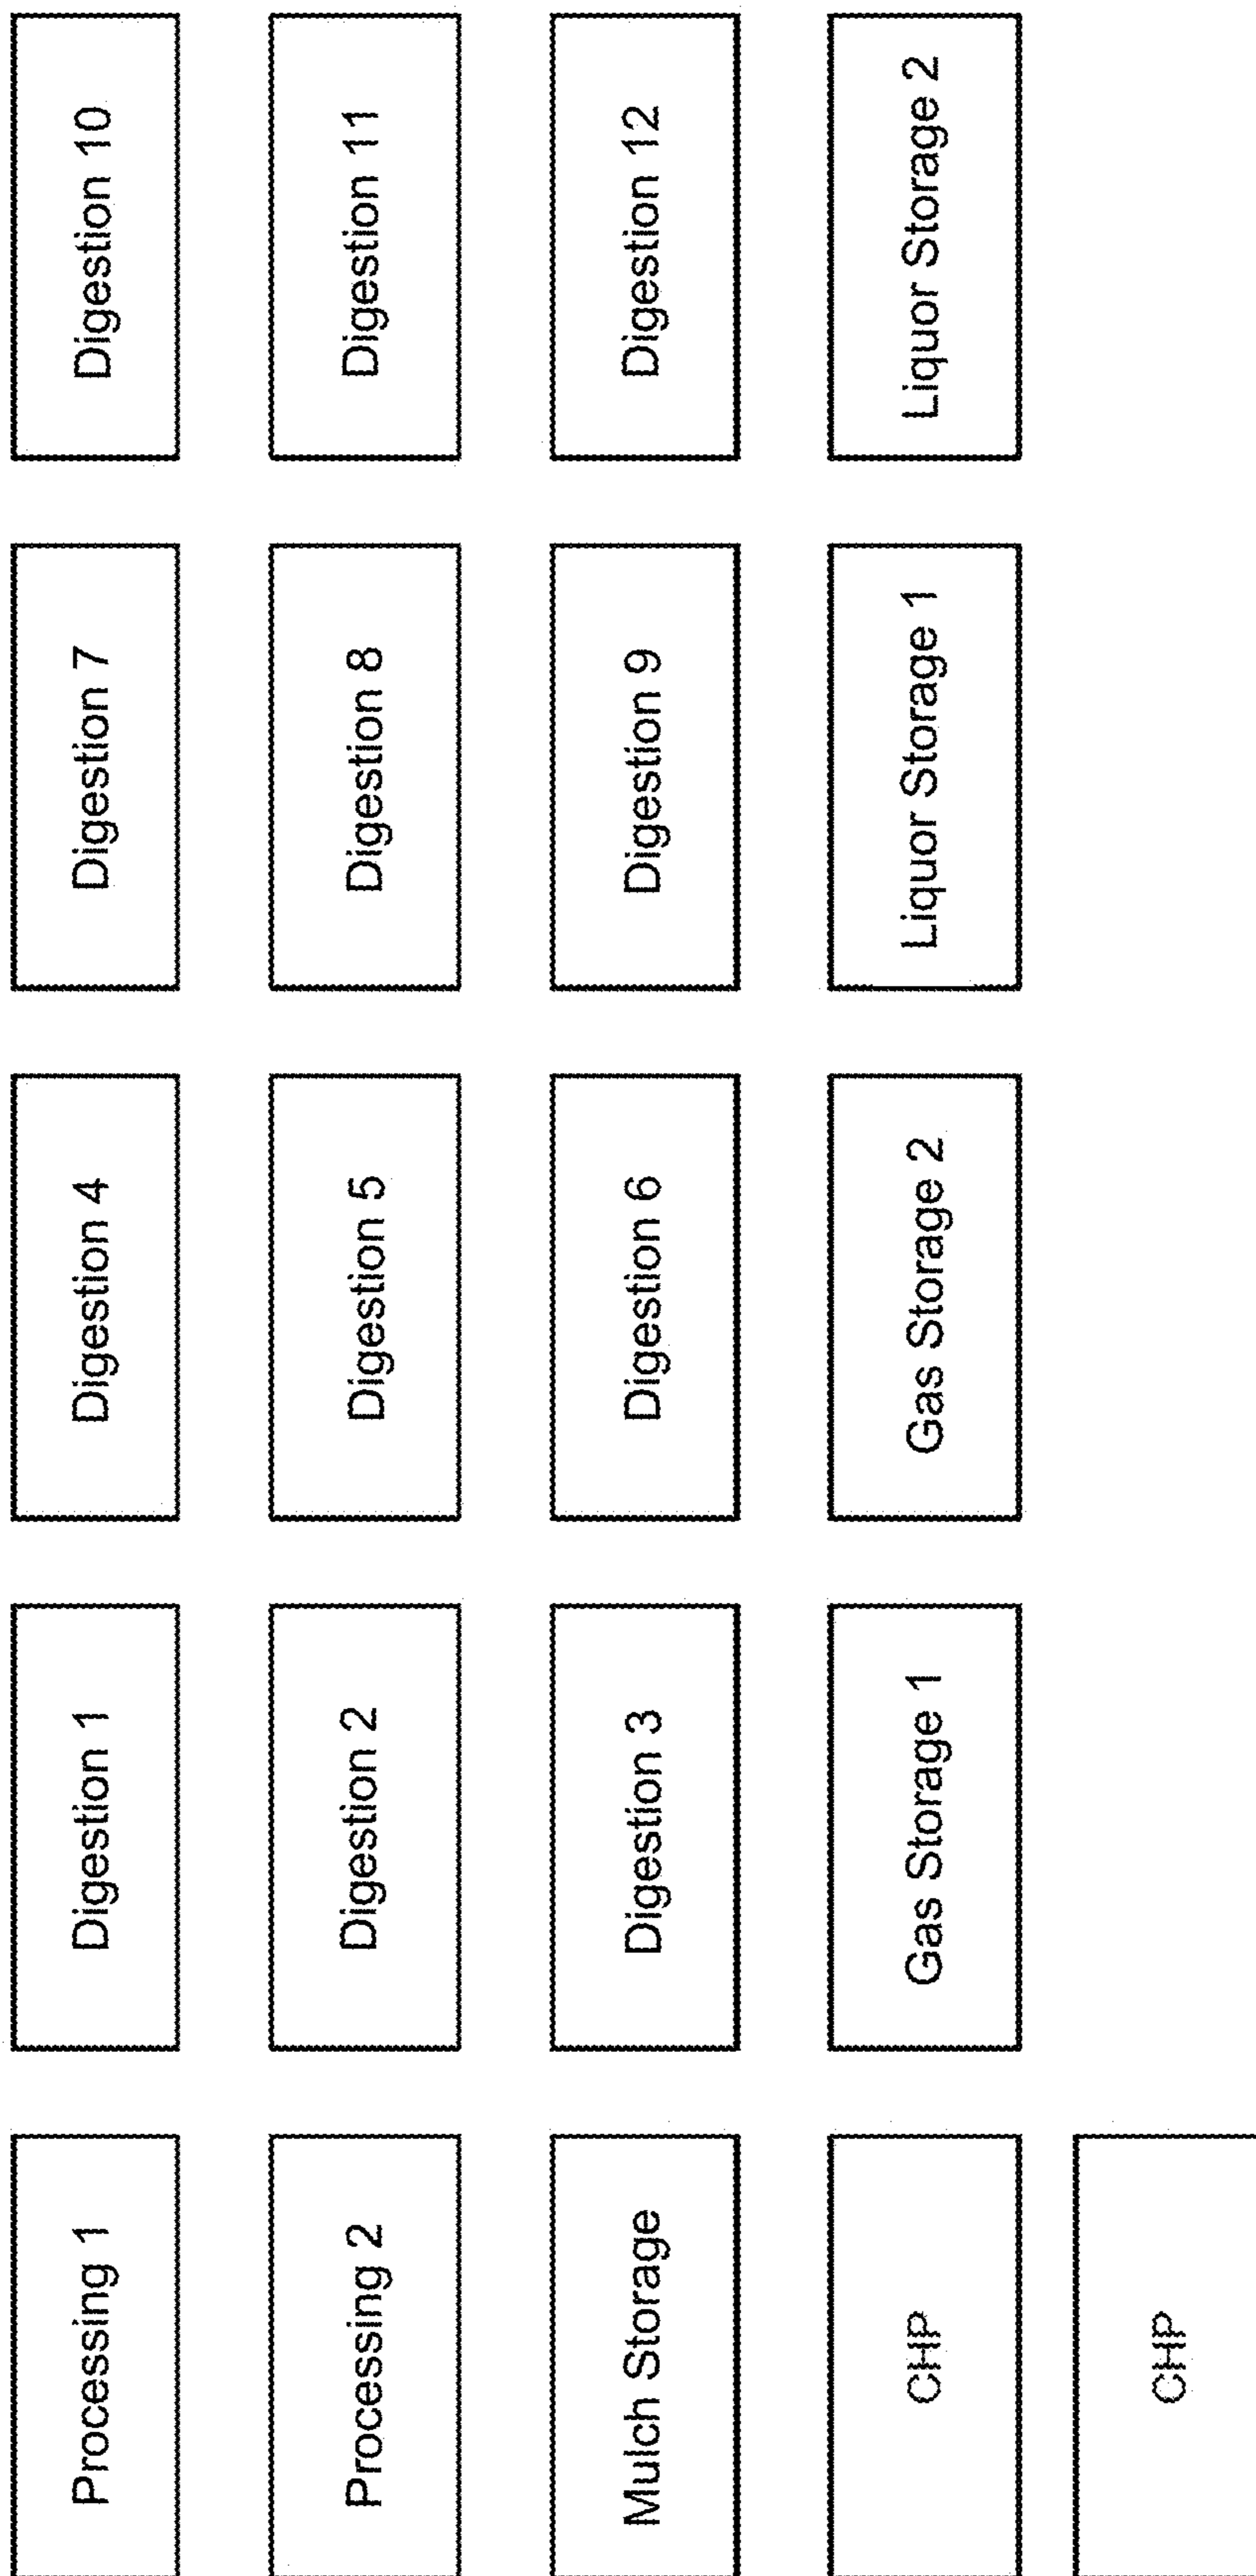 Processing 1
Digestion 1
Digestion 4
Digestion 7
Digestion 10
Processing 2
Digestion 2
Digestion 5
Digestion 8
Digestion 11
Mulch Storage
Digestion 3
Digestion 6
Digestion 9
Digestion 12
CHP
Gas Storage 1
Gas Storage 2
Liquor Storage 1
Liquor Storage 2
CHP